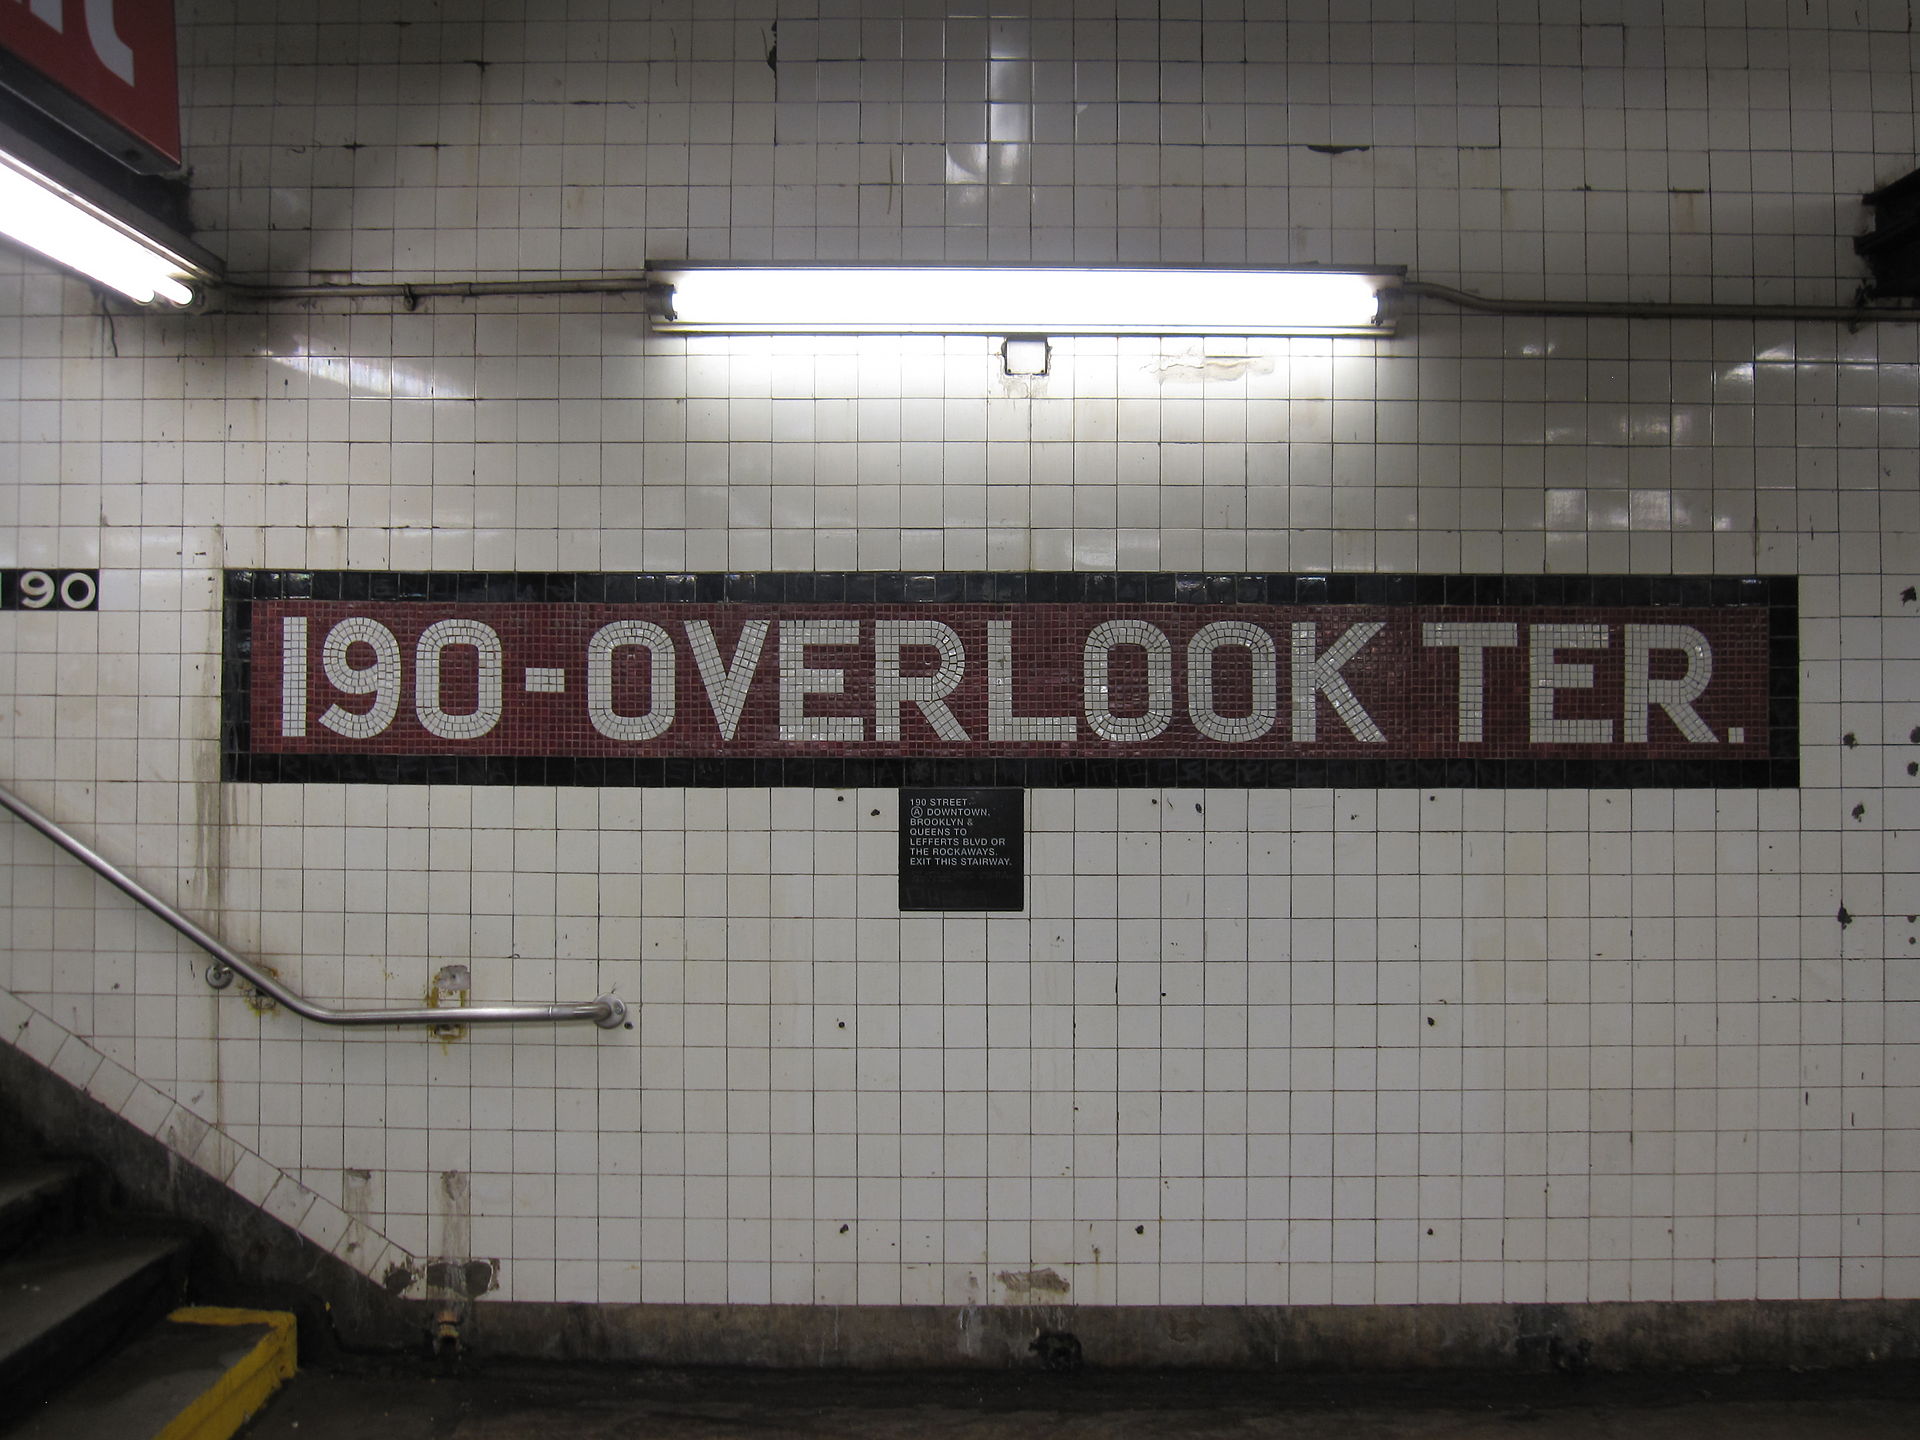 190
190-OVERLOOK TER.
190 STREET.
Ⓐ DOWNTOWN,
BROOKLYN &
QUEENS TO
LEFFERTS BLVD OR
THE ROCKAWAYS.
EXIT THIS STAIRWAY.